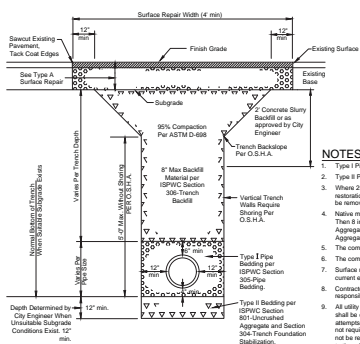 Surface Repair Width (4' min)
12"
min
12"
min
Sawcut Existing
Pavement,
Tack Coat Edges
Finish Grade
Existing Surface
See Type A
Surface Repair
Existing
Base
Subgrade
2' Concrete Slurry
Backfill or as
approved by City
Engineer
95% Compaction
Per ASTM D-698
Trench Backslope
Per O.S.H.A.
8" Max Backfill
Material per
ISPWC Section
306-Trench
Backfill
Vertical Trench
Walls Require
Shoring Per
O.S.H.A.
Normal Bottom of Trench
When Suitable Subgrade Exists
Varies Per Trench Depth
5'-0" Max. Without Shoring
PER O.S.H.A.
Varies Per
Pipe Size
6" min
12"
min
12"
min
Type I Pipe
Bedding per
ISPWC Section
305-Pipe
Bedding.
Depth Determined by
City Engineer When
Unsuitable Subgrade
Conditions Exist. 12"
min.
12" min.
Type II Bedding per
ISPWC Section
801-Uncrushed
Aggregate and Section
304-Trench Foundation
Stabilization.
NOTES
1. Type I Pi
2. Type II P
3. Where 2
restoratio
be remov
4. Native m
Then 8 i
Aggrega
Aggrega
5. The com
6. The com
7. Surface r
current d
8. Contracto
responsi
9. All utility
shall be
attempts
not be re